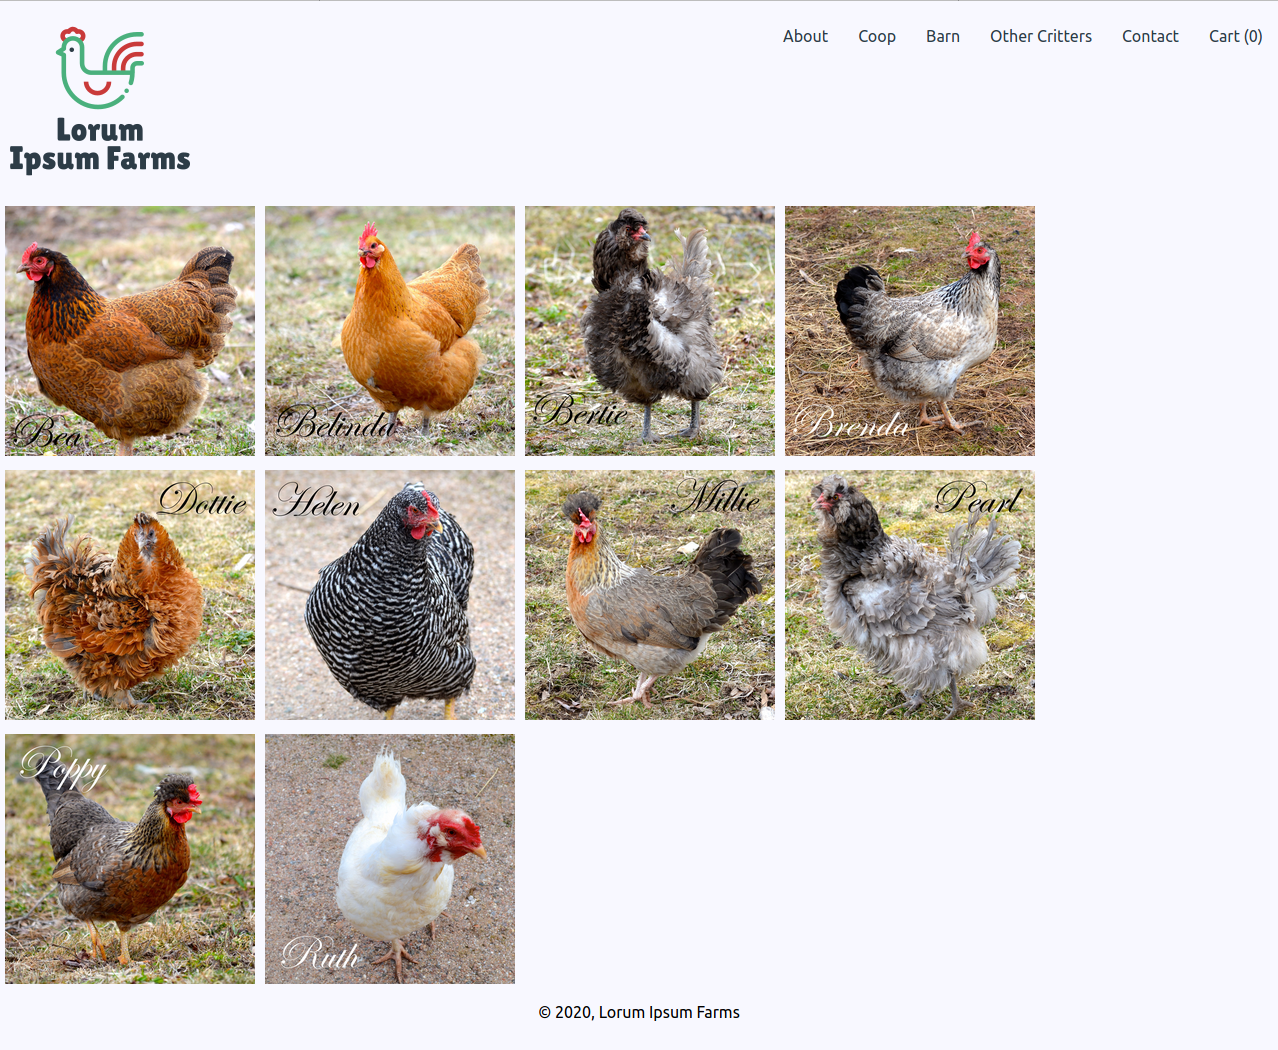 About Coop Barn Other Critters Contact Cart (0)
Lorum
Ipsum Farms
Bea
Belinda
Bertie
Brenda
Dottie
Helen
Millie
Pearl
Poppy
Ruth
© 2020, Lorum Ipsum Farms